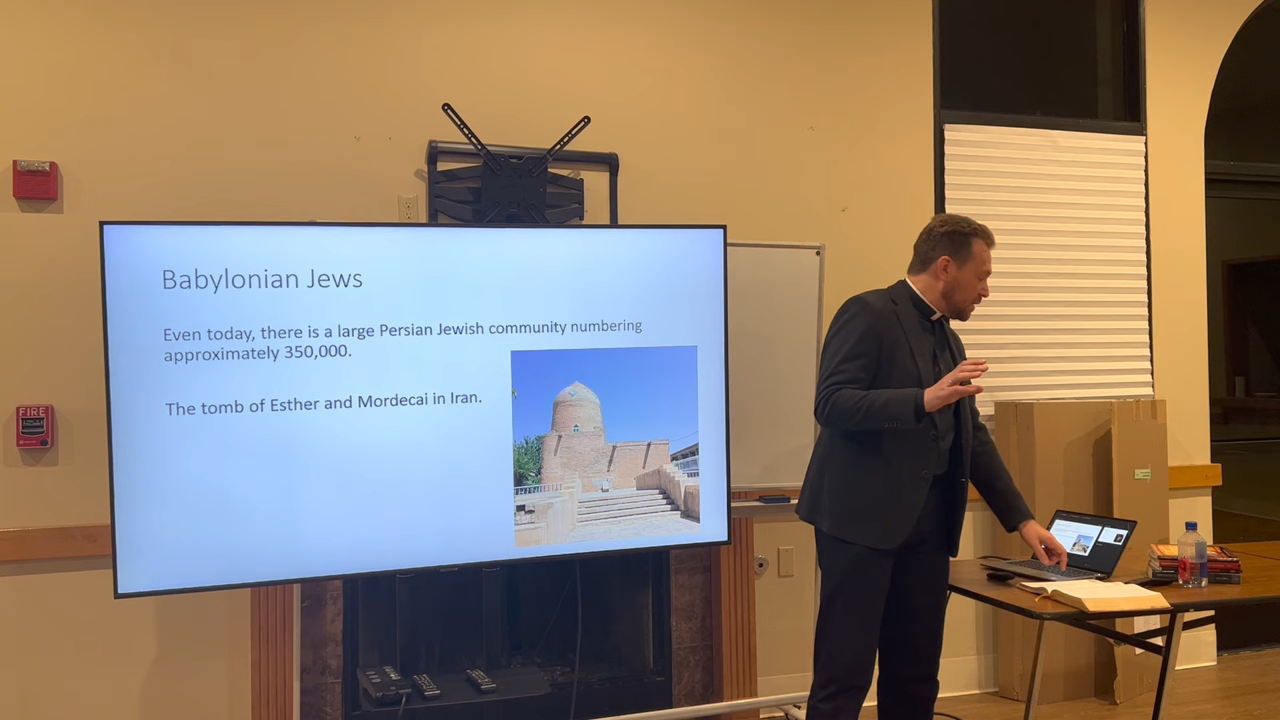 Babylonian Jews
Even today, there is a large Persian Jewish community numbering
approximately 350,000.
The tomb of Esther and Mordecai in Iran.
FIRE